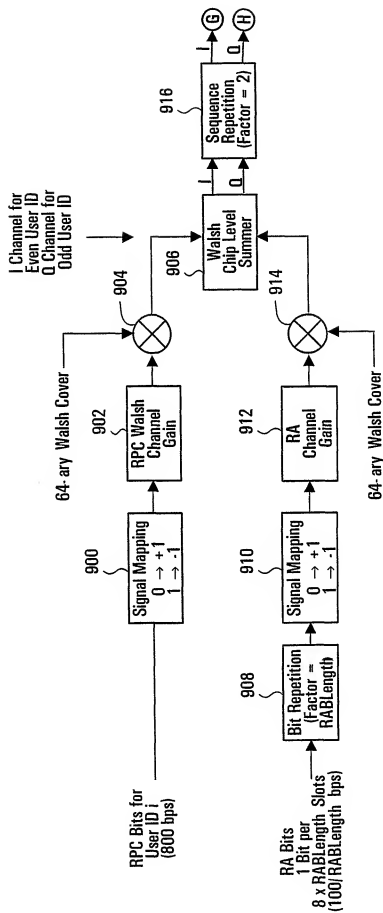 I Channel for
Even User ID
Q Channel for
Odd User ID
64- ary Walsh Cover
904
RPC Bits for
User ID i
(800 bps)
900
Signal Mapping
0 → +1
1 → -1
902
RPC Walsh
Channel
Gain
906
Walsh
Chip Level
Summer
I
Q
916
Sequence
Repetition
(Factor = 2)
I
Q
G
H
RA Bits
1 Bit per
8 x RABLength Slots
(100/RABLength bps)
908
Bit Repetition
(Factor =
RABLength
910
Signal Mapping
0 → +1
1 → -1
912
RA
Channel
Gain
914
64- ary Walsh Cover